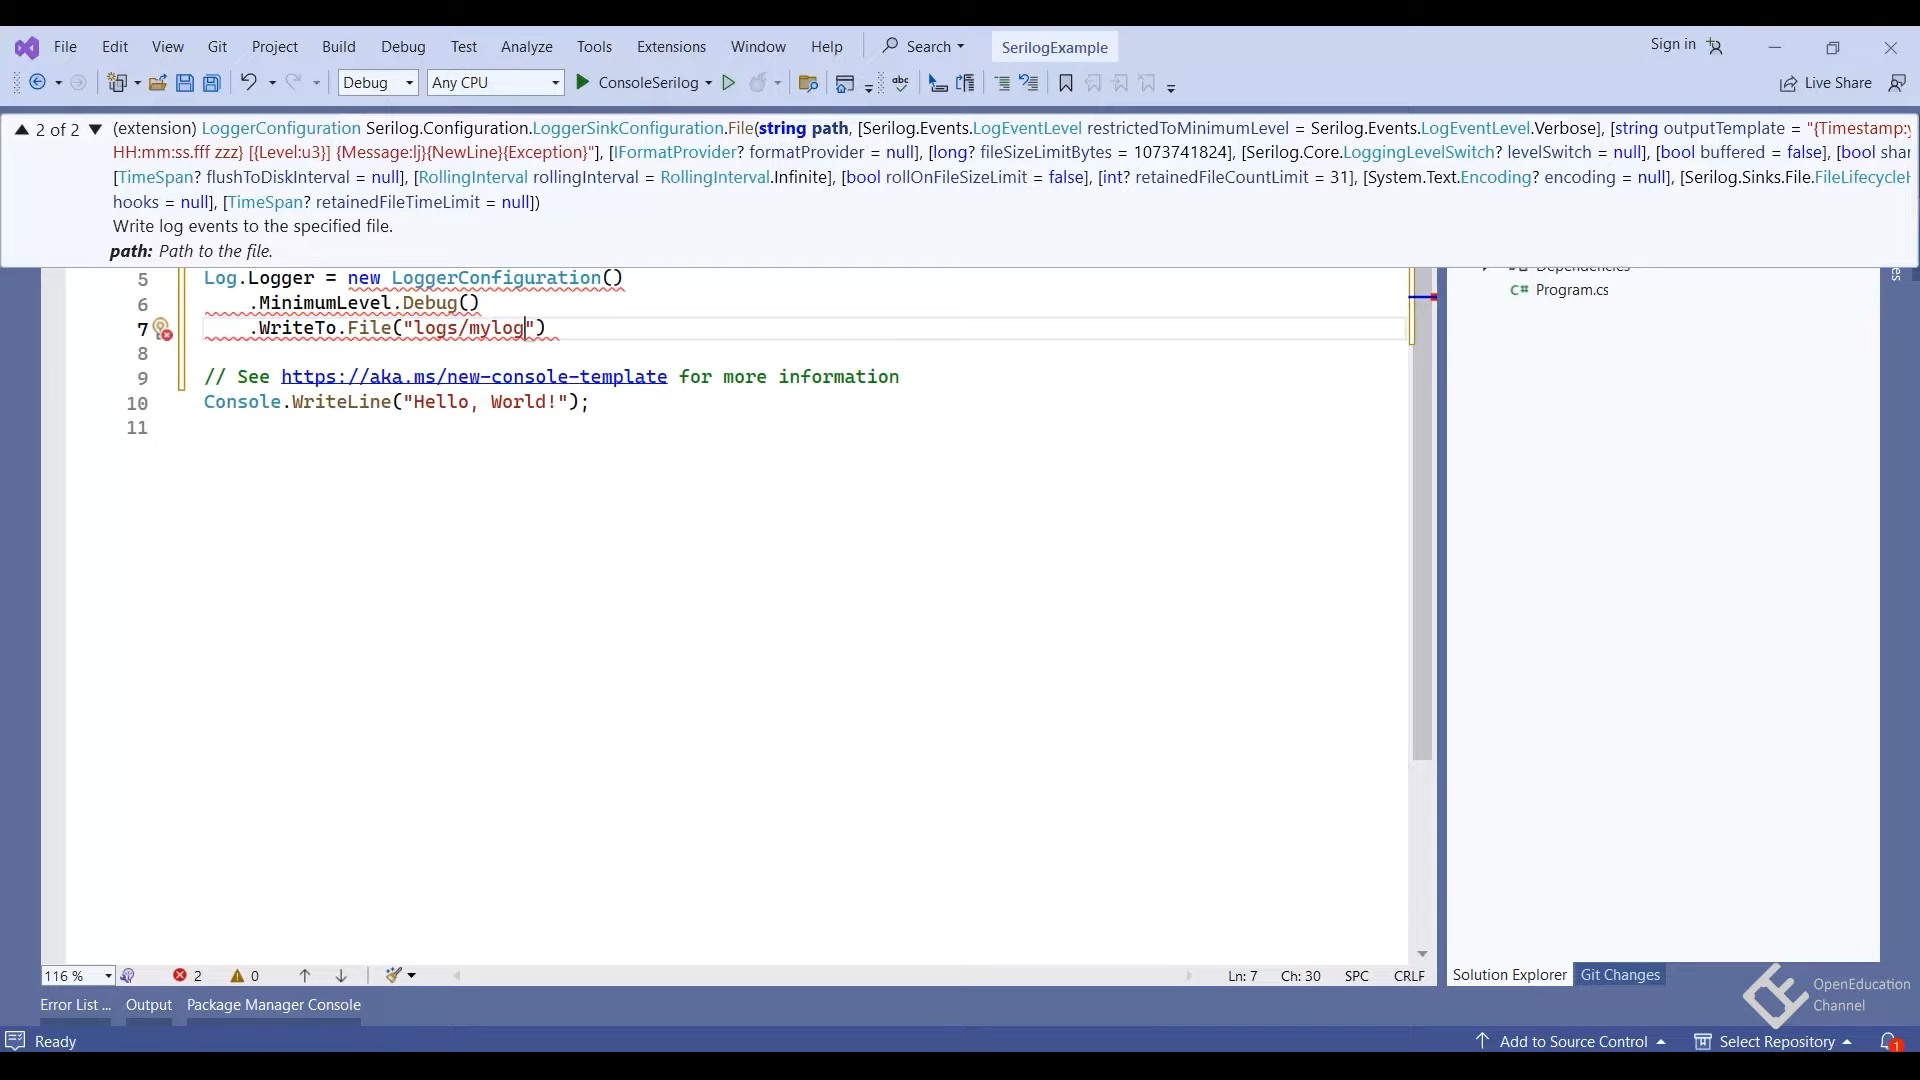 File Edit View Git Project Build Debug Test Analyze Tools Extensions Window Help Search SerilogExample Sign in
Debug Any CPU ConsoleSerilog abc Live Share
2 of 2 (extension) LoggerConfiguration Serilog.Configuration.LoggerSinkConfiguration.File(string path, [Serilog.Events.LogEventLevel restrictedToMinimumLevel = Serilog.Events.LogEventLevel.Verbose], [string outputTemplate = "{Timestamp:y
HH:mm:ss.fff zzz} [{Level:u3}] {Message:lj}{NewLine}{Exception}"], [IFormatProvider? formatProvider = null], [long? fileSizeLimitBytes = 1073741824], [Serilog.Core.LoggingLevelSwitch? levelSwitch = null], [bool buffered = false], [bool shar
[TimeSpan? flushToDiskInterval = null], [RollingInterval rollingInterval = RollingInterval.Infinite], [bool rollOnFileSizeLimit = false], [int? retainedFileCountLimit = 31], [System.Text.Encoding? encoding = null], [Serilog.Sinks.File.FileLifecycleH
hooks = null], [TimeSpan? retainedFileTimeLimit = null])
Write log events to the specified file.
path: Path to the file.
Dependencies
5 Log.Logger = new LoggerConfiguration()
C# Program.cs
6 .MinimumLevel.Debug()
7 .WriteTo.File("logs/mylog")
8
9 // See https://aka.ms/new-console-template for more information
10 Console.WriteLine("Hello, World!");
11
116 % 2 0 Ln: 7 Ch: 30 SPC CRLF Solution Explorer Git Changes
OpenEducation
Channel
Error List ... Output Package Manager Console
Ready Add to Source Control Select Repository 1